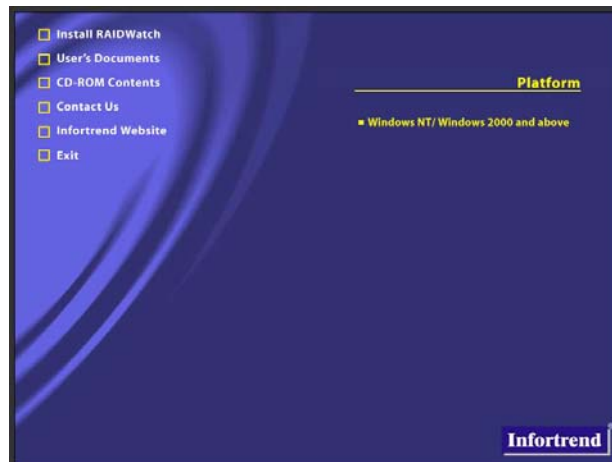 Install RAIDWatch
User's Documents
CD-ROM Contents
Contact Us
Infortrend Website
Exit
Platform
Windows NT/ Windows 2000 and above
Infortrend®